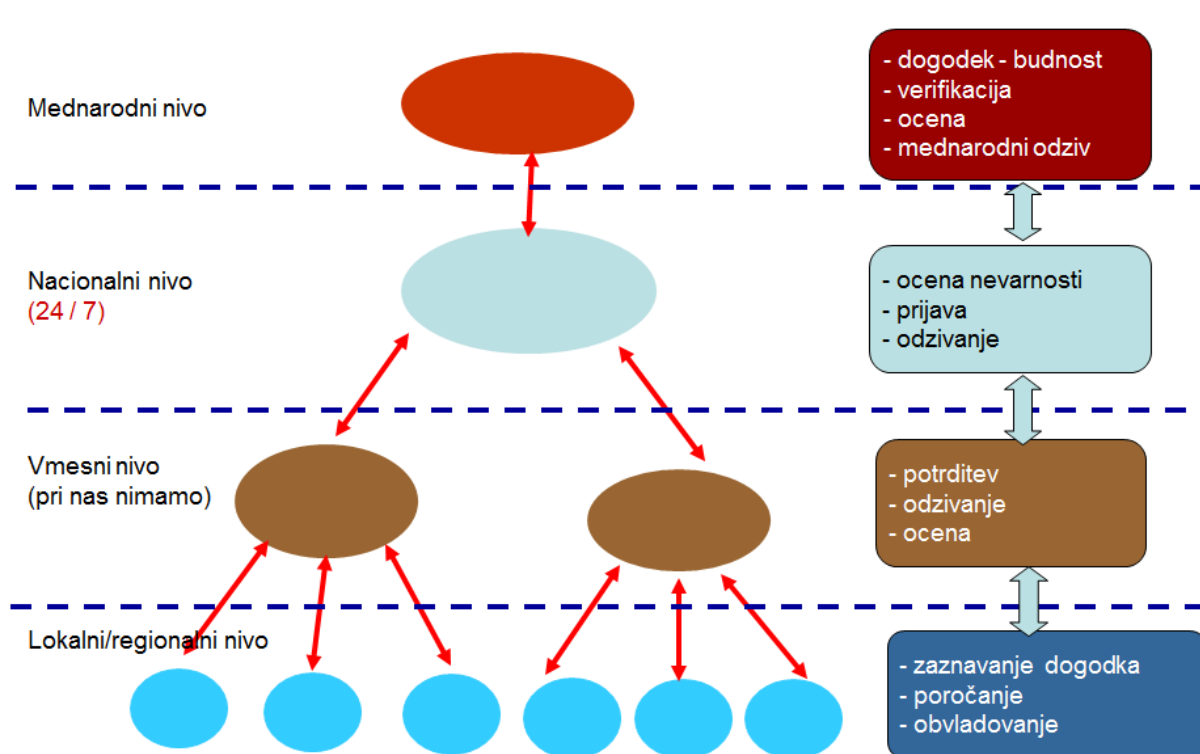 Mednarodni nivo
- dogodek - budnost
- verifikacija
- ocena
- mednarodni odziv
Nacionalni nivo
(24 / 7)
- ocena nevarnosti
- prijava
- odzivanje
Vmesni nivo
(pri nas nimamo)
- potrditev
- odzivanje
- ocena
Lokalni/regionalni nivo
- zaznavanje dogodka
- poročanje
- obvladovanje